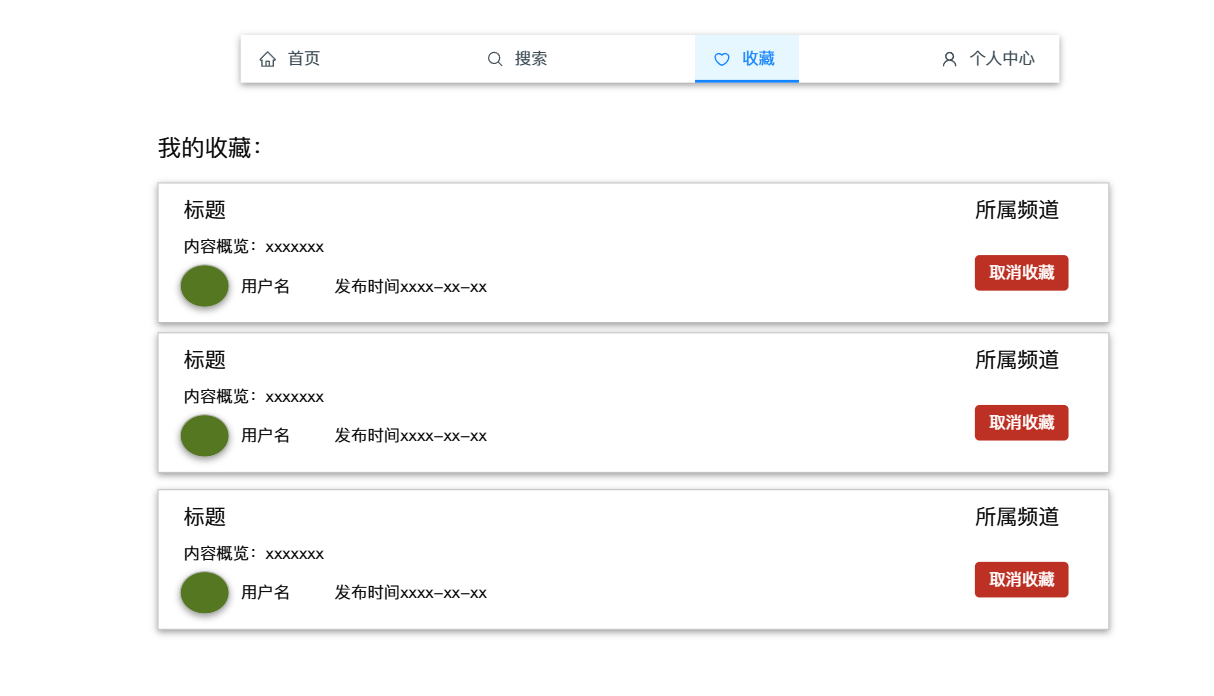 首页 搜索 收藏 个人中心
我的收藏：
标题 所属频道
内容概览：xxxxxxx
取消收藏
用户名 发布时间xxxx-xx-xx
标题 所属频道
内容概览：xxxxxxx
取消收藏
用户名 发布时间xxxx-xx-xx
标题 所属频道
内容概览：xxxxxxx
取消收藏
用户名 发布时间xxxx-xx-xx